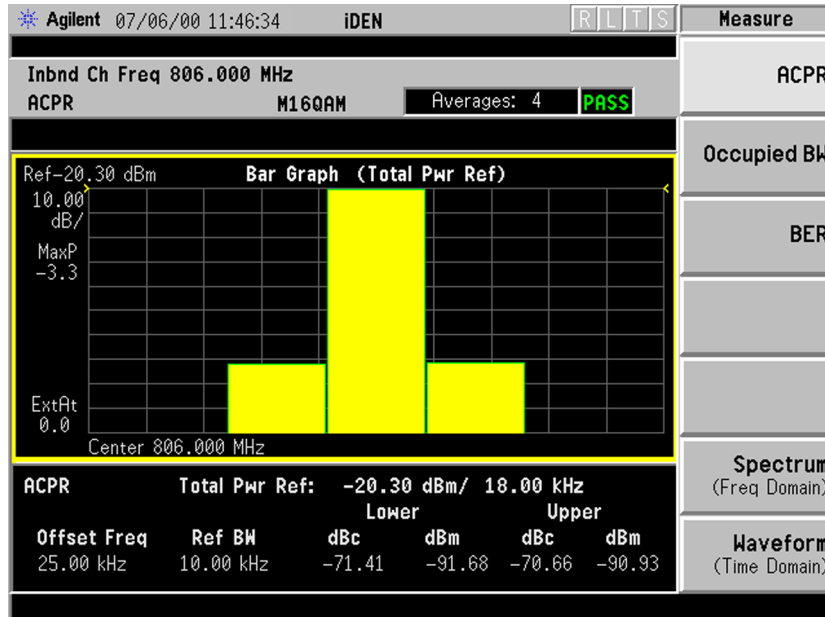 Agilent 07/06/00 11:46:34 iDEN R L T S Measure
Inbnd Ch Freq 806.000 MHz
ACPR M16QAM Averages: 4 PASS
ACPR
Occupied BW
BER
Ref-20.30 dBm Bar Graph (Total Pwr Ref)
10.00
dB/
MaxP
-3.3
ExtAt
0.0
Center 806.000 MHz
Spectrum
(Freq Domain)
Waveform
(Time Domain)
ACPR Total Pwr Ref: -20.30 dBm/ 18.00 kHz
Lower Upper
Offset Freq Ref BW dBc dBm dBc dBm
25.00 kHz 10.00 kHz -71.41 -91.68 -70.66 -90.93